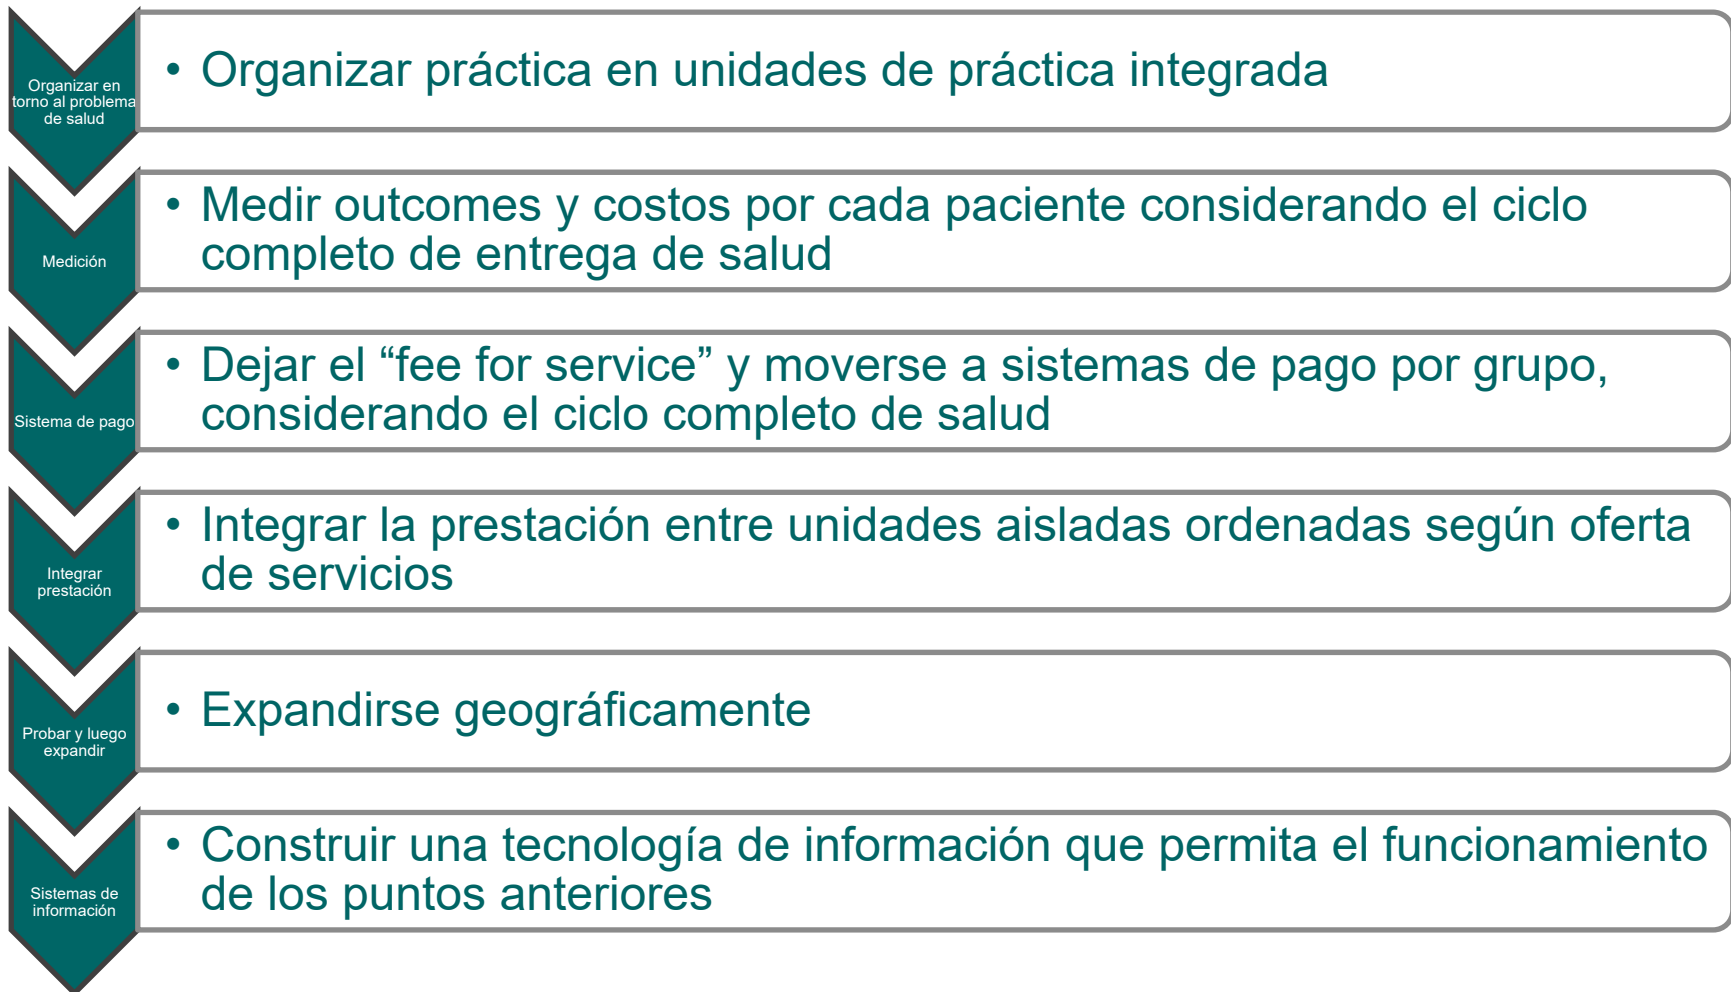 Organizar en
torno al problema
de salud
• Organizar práctica en unidades de práctica integrada
Medición
• Medir outcomes y costos por cada paciente considerando el ciclo
completo de entrega de salud
Sistema de pago
• Dejar el “fee for service” y moverse a sistemas de pago por grupo,
considerando el ciclo completo de salud
Integrar
prestación
• Integrar la prestación entre unidades aisladas ordenadas según oferta
de servicios
Probar y luego
expandir
• Expandirse geográficamente
Sistemas de
información
• Construir una tecnología de información que permita el funcionamiento
de los puntos anteriores